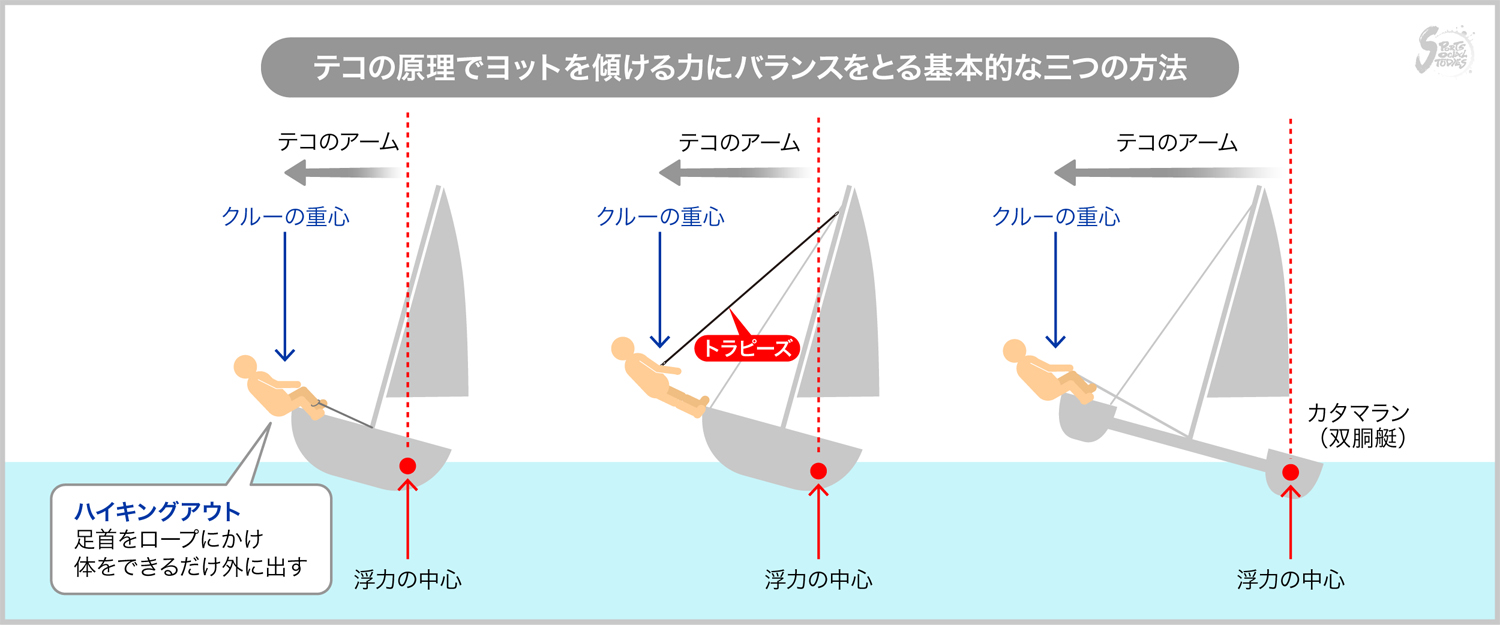 テコの原理でヨットを傾ける力にバランスをとる基本的な三つの方法
SPORTS
SOCIAL
STORIES
テコのアーム
クルーの重心
ハイキングアウト
足首をロープにかけ
体をできるだけ外に出す
浮力の中心
テコのアーム
クルーの重心
トラピーズ
浮力の中心
テコのアーム
クルーの重心
カタマラン
（双胴艇）
浮力の中心